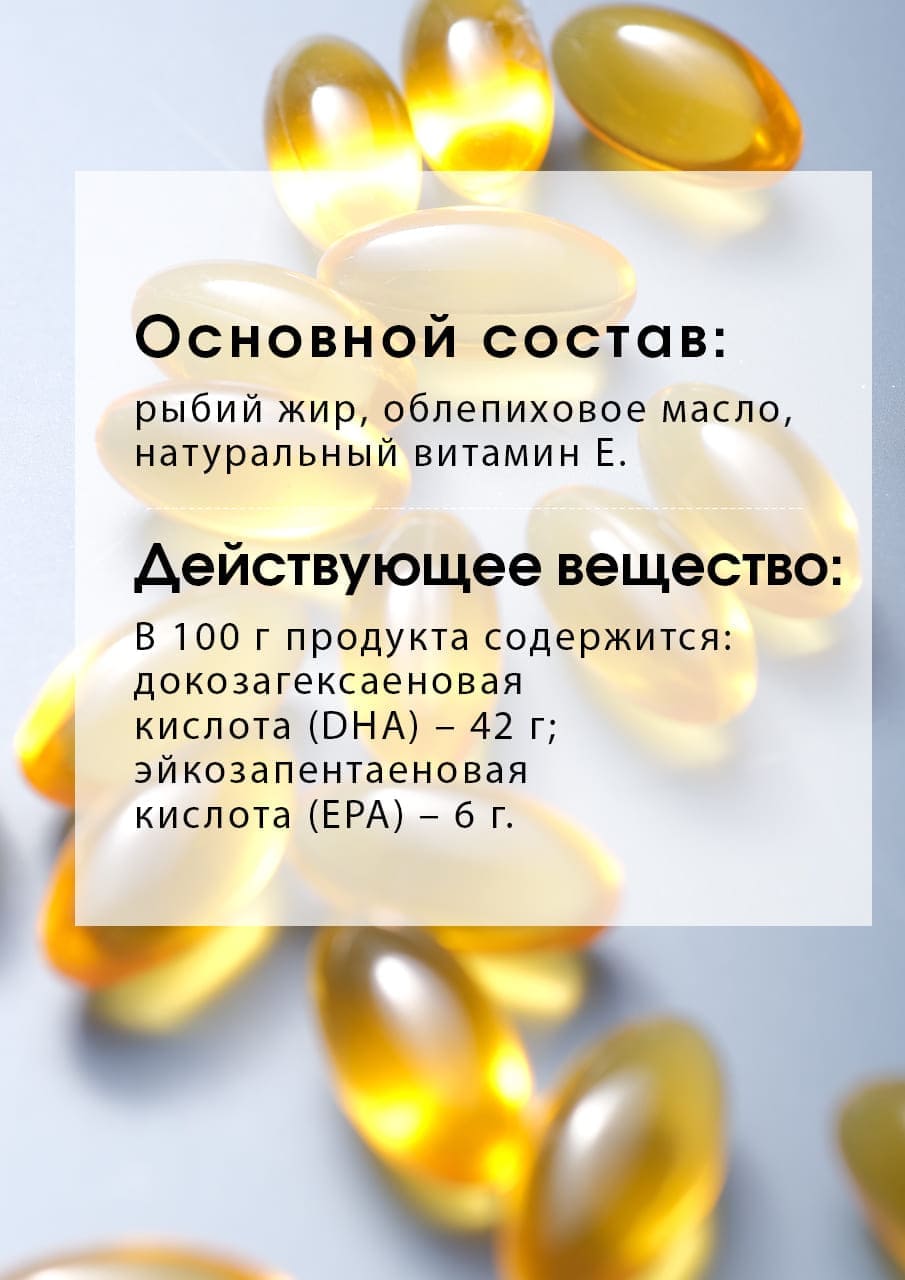 Основной состав:
рыбий жир, облепиховое масло,
натуральный витамин Е.
Действующее вещество:
В 100 г продукта содержится:
докозагексаеновая
кислота (DHA) – 42 г;
эйкозапентаеновая
кислота (EPA) – 6 г.